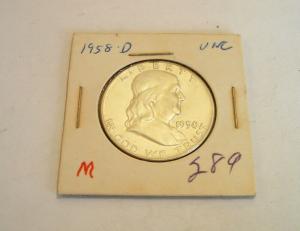 1958-D UNC
LIBERTY
1958
IN GOD WE TRUST
M £89